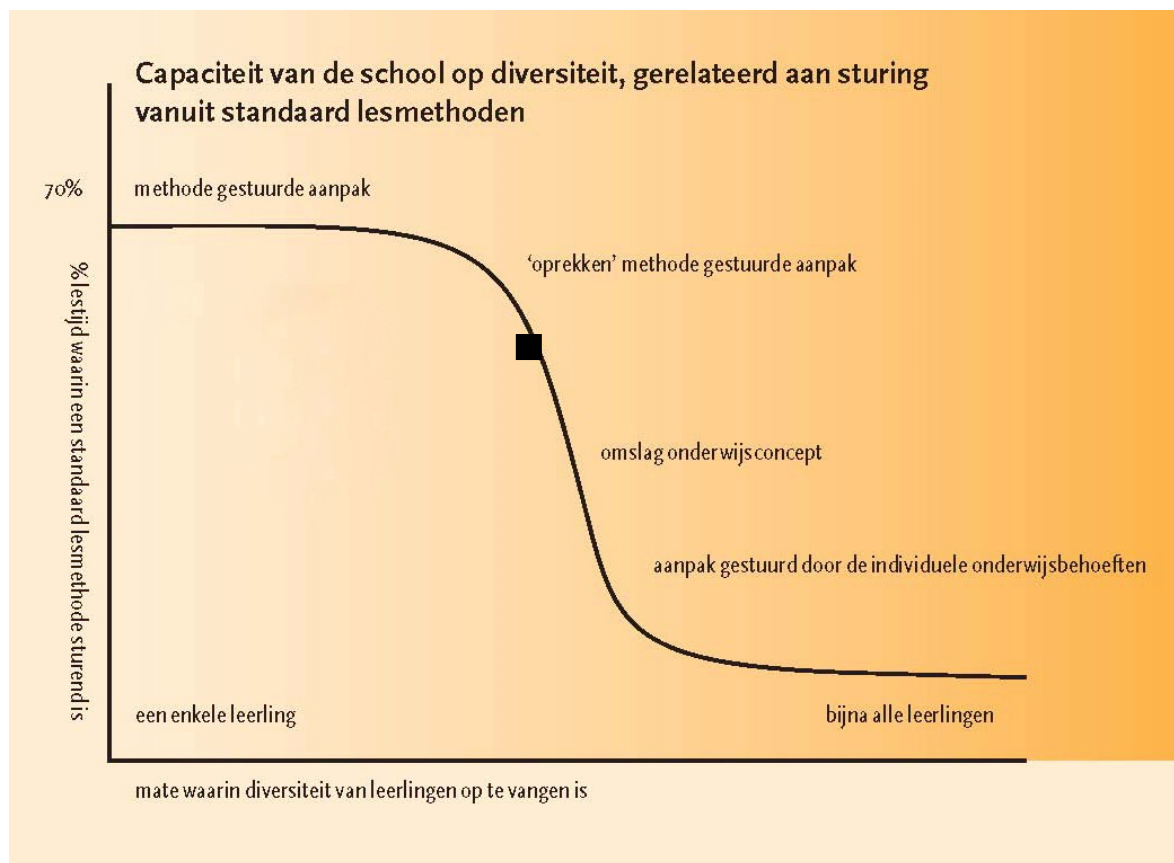 Capaciteit van de school op diversiteit, gerelateerd aan sturing
vanuit standaard lesmethoden
70%
methode gestuurde aanpak
'oprekken' methode gestuurde aanpak
% lestijd waarin een standaard lesmethode sturend is
omslag onderwijsconcept
aanpak gestuurd door de individuele onderwijsbehoeften
een enkele leerling
bijna alle leerlingen
mate waarin diversiteit van leerlingen op te vangen is